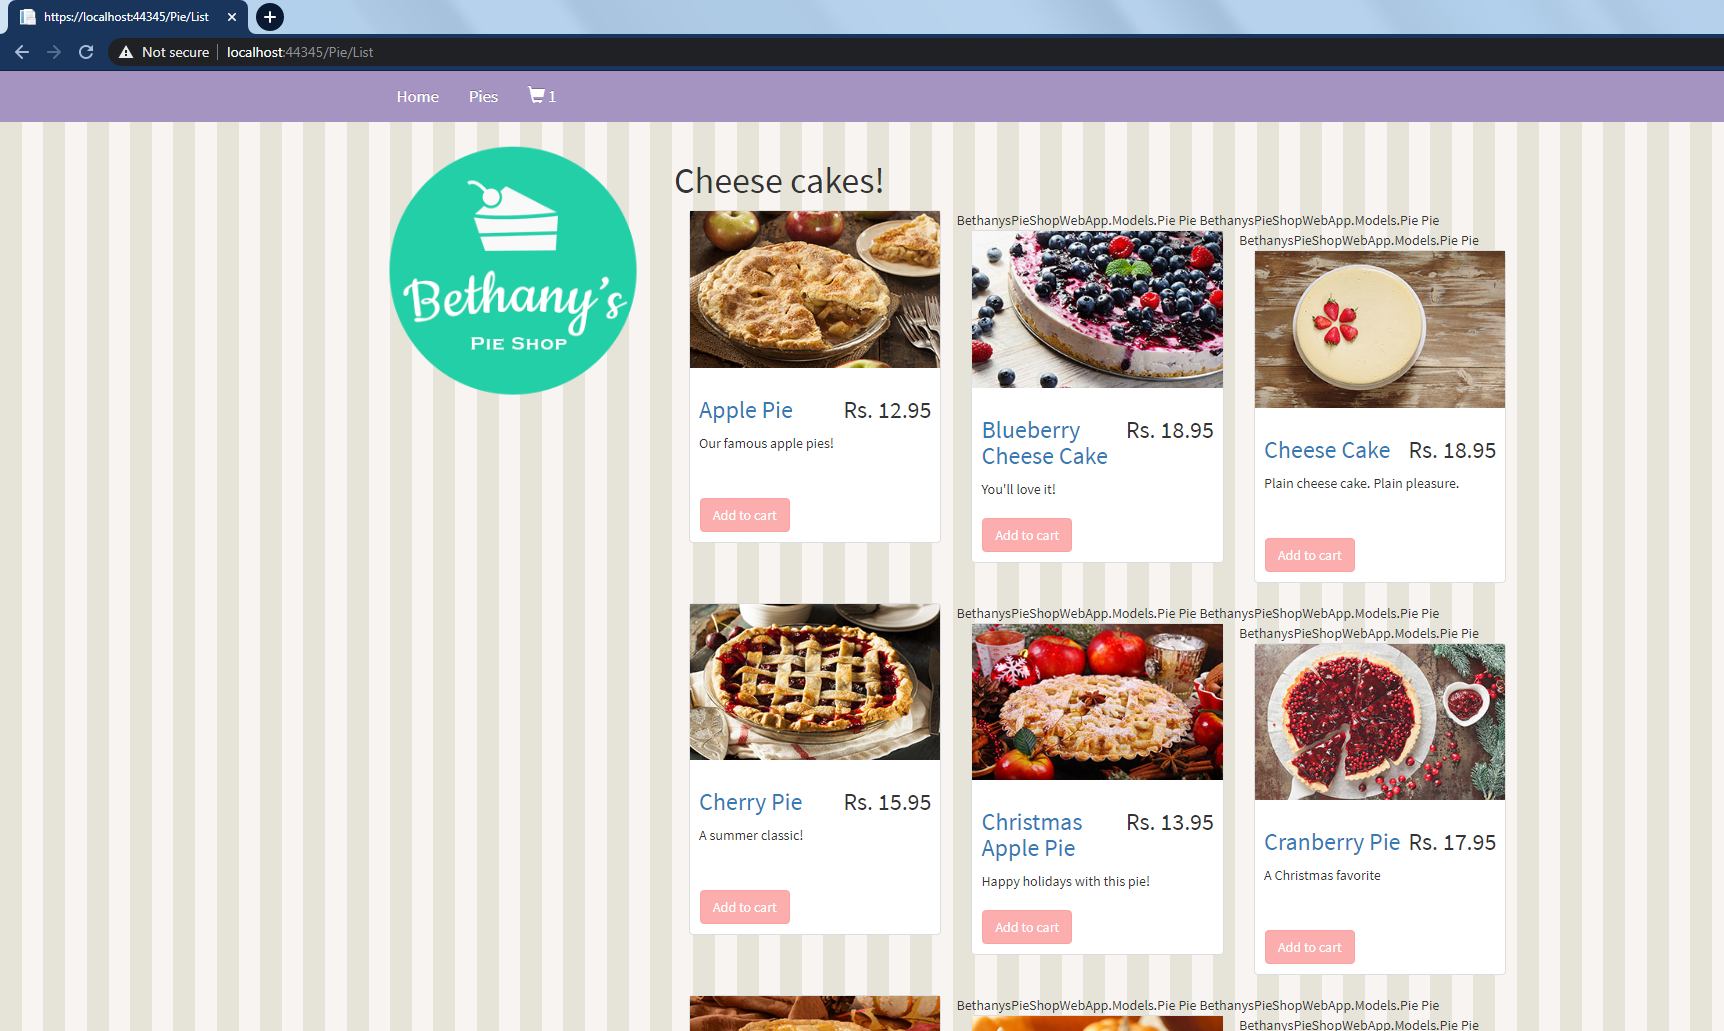 https://localhost:44345/Pie/List
Not secure localhost:44345/Pie/List
Home Pies 1
Bethany's
PIE SHOP
Cheese cakes!
BethanysPieShopWebApp.Models.Pie Pie BethanysPieShopWebApp.Models.Pie Pie
BethanysPieShopWebApp.Models.Pie Pie
Apple Pie Rs. 12.95
Our famous apple pies!
Add to cart
Blueberry Cheese Cake Rs. 18.95
You'll love it!
Add to cart
Cheese Cake Rs. 18.95
Plain cheese cake. Plain pleasure.
Add to cart
BethanysPieShopWebApp.Models.Pie Pie BethanysPieShopWebApp.Models.Pie Pie
BethanysPieShopWebApp.Models.Pie Pie
Cherry Pie Rs. 15.95
A summer classic!
Add to cart
Christmas Apple Pie Rs. 13.95
Happy holidays with this pie!
Add to cart
Cranberry Pie Rs. 17.95
A Christmas favorite
Add to cart
BethanysPieShopWebApp.Models.Pie Pie BethanysPieShopWebApp.Models.Pie Pie
BethanysPieShopWebApp.Models.Pie Pie